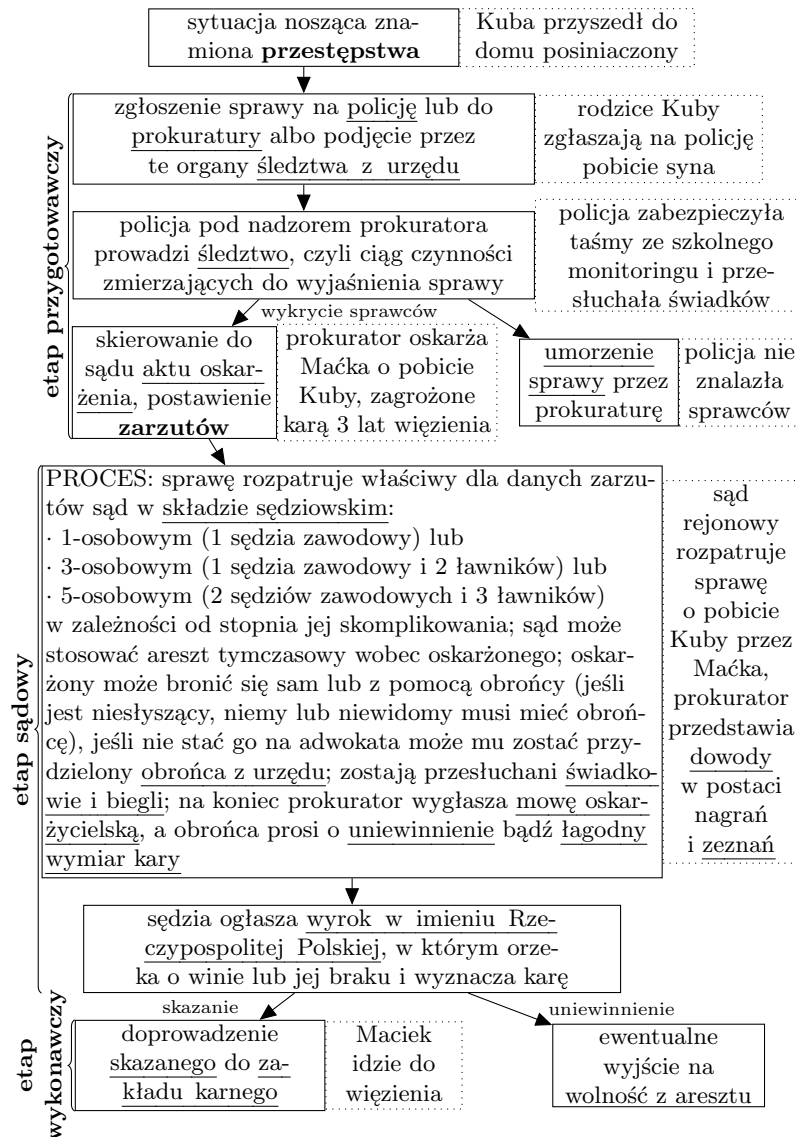 sytuacja nosząca zna-
miona przestępstwa
Kuba przyszedł do
domu posiniaczony
etap przygotowawczy
zgłoszenie sprawy na policję lub do
prokuratury albo podjęcie przez
te organy śledztwa z urzędu
rodzice Kuby
zgłaszają na policję
pobicie syna
policja pod nadzorem prokuratora
prowadzi śledztwo, czyli ciąg czynności
zmierzających do wyjaśnienia sprawy
policja zabezpieczyła
taśmy ze szkolnego
monitoringu i prze-
słuchała świadków
wykrycie sprawców
skierowanie do
sądu aktu oskar-
żenia, postawienie
zarzutów
prokurator oskarża
Maćka o pobicie
Kuby, zagrożone
karą 3 lat więzienia
umorzenie
sprawy przez
prokuraturę
policja nie
znalazła
sprawców
etap sądowy
PROCES: sprawę rozpatruje właściwy dla danych zarzu-
tów sąd w składzie sędziowskim:
· 1-osobowym (1 sędzia zawodowy) lub
· 3-osobowym (1 sędzia zawodowy i 2 ławników) lub
· 5-osobowym (2 sędziów zawodowych i 3 ławników)
w zależności od stopnia jej skomplikowania; sąd może
stosować areszt tymczasowy wobec oskarżonego; oskar-
żony może bronić się sam lub z pomocą obrońcy (jeśli
jest niesłyszący, niemy lub niewidomy musi mieć obroń-
cę), jeśli nie stać go na adwokata może mu zostać przy-
dzielony obrońca z urzędu; zostają przesłuchani świadko-
wie i biegli; na koniec prokurator wygłasza mowę oskar-
życielską, a obrońca prosi o uniewinnienie bądź łagodny
wymiar kary
sąd
rejonowy
rozpatruje
sprawę
o pobicie
Kuby przez
Maćka,
prokurator
przedstawia
dowody
w postaci
nagrań
i zeznań
sędzia ogłasza wyrok w imieniu Rze-
czypospolitej Polskiej, w którym orze-
ka o winie lub jej braku i wyznacza karę
skazanie
uniewinnienie
etap
wykonawczy
doprowadzenie
skazanego do za-
kładu karnego
Maciek
idzie do
więzienia
ewentualne
wyjście na
wolność z aresztu